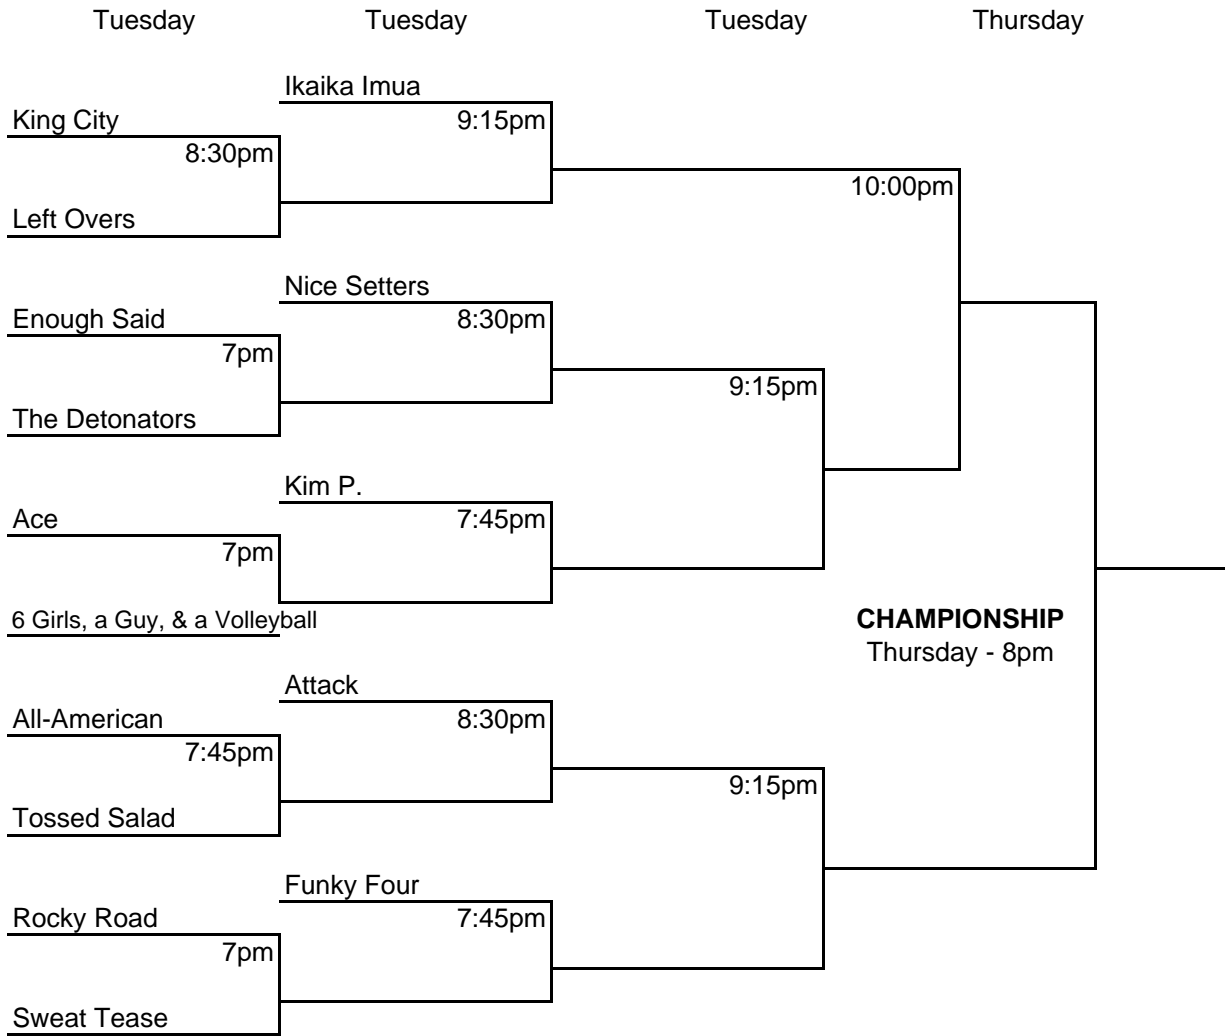 Tuesday Tuesday Tuesday Thursday
Ikaika Imua
King City
9:15pm
8:30pm
10:00pm
Left Overs
Nice Setters
Enough Said
8:30pm
7pm
9:15pm
The Detonators
Kim P.
Ace
7:45pm
7pm
6 Girls, a Guy, & a Volleyball
CHAMPIONSHIP
Thursday - 8pm
Attack
All-American
8:30pm
7:45pm
9:15pm
Tossed Salad
Funky Four
Rocky Road
7:45pm
7pm
Sweat Tease